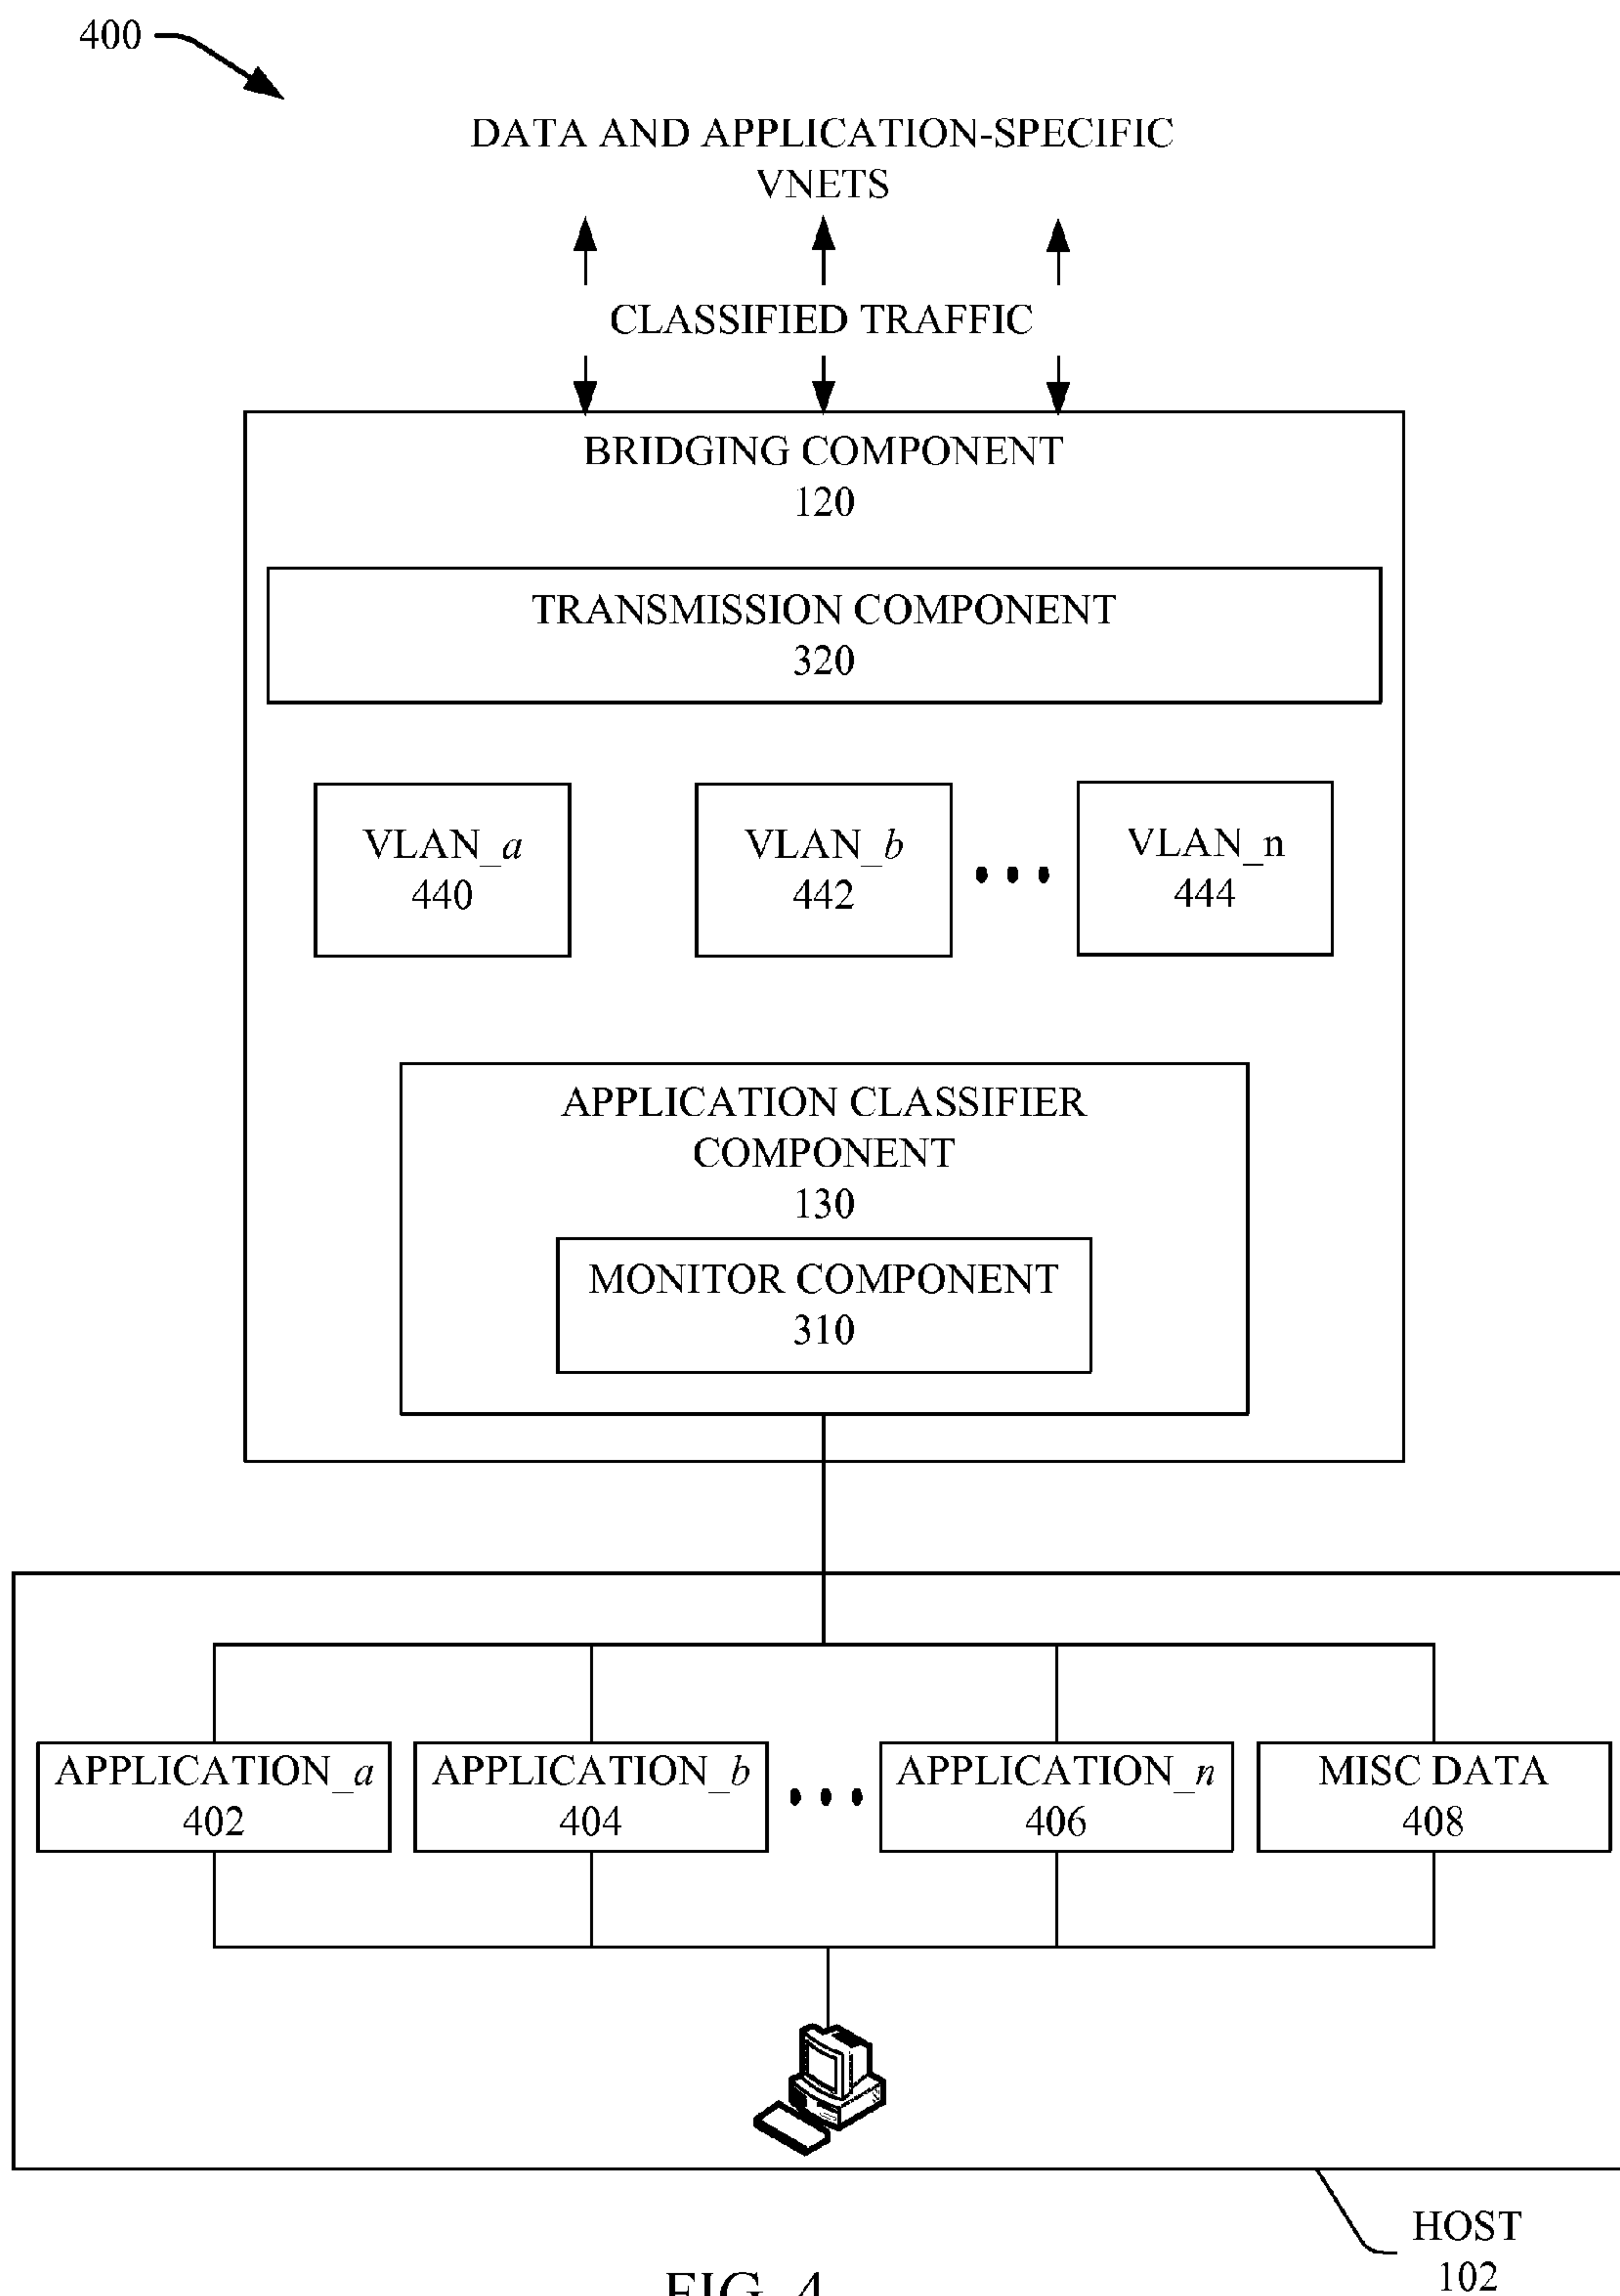 400
DATA AND APPLICATION-SPECIFIC
VNETS
CLASSIFIED TRAFFIC
BRIDGING COMPONENT
120
TRANSMISSION COMPONENT
320
VLAN_a
440
VLAN_b
442
VLAN_n
444
APPLICATION CLASSIFIER
COMPONENT
130
MONITOR COMPONENT
310
APPLICATION_a
402
APPLICATION_b
404
APPLICATION_n
406
MISC DATA
408
HOST
102
FIG. 4